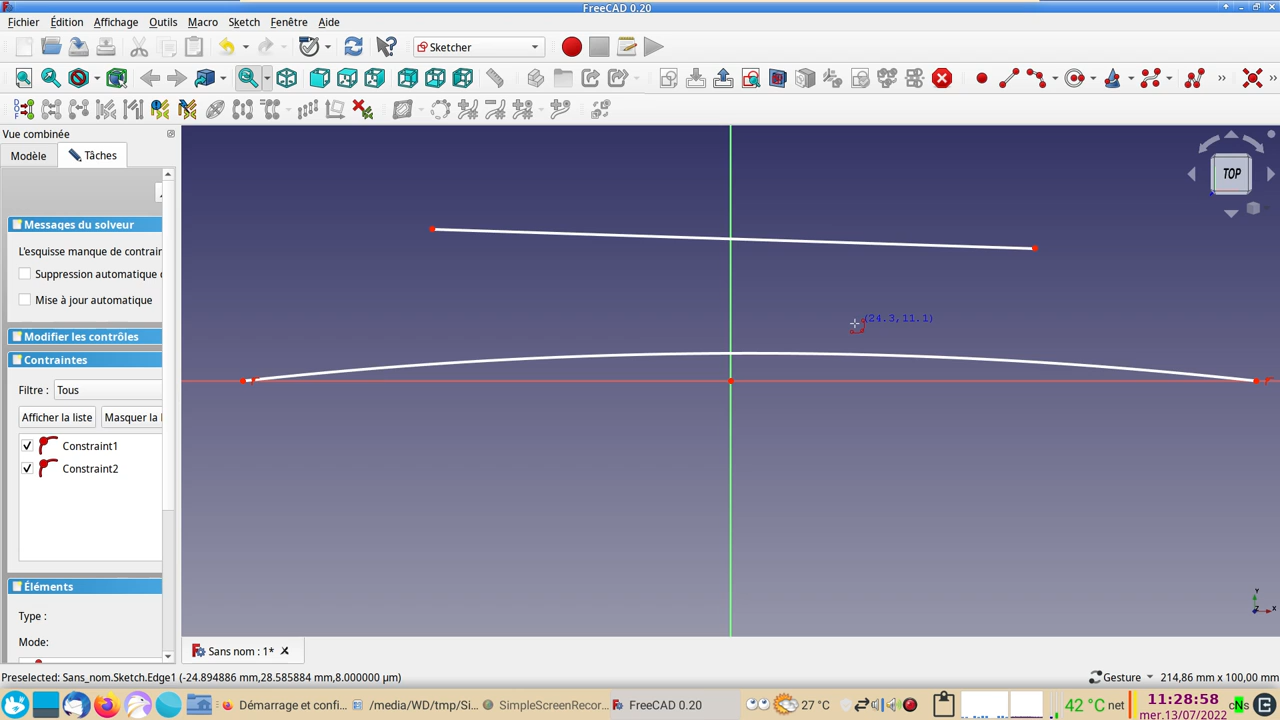 FreeCAD 0.20
Fichier Édition Affichage Outils Macro Sketch Fenêtre Aide
Sketcher
Vue combinée
Modèle Tâches
TOP
Messages du solveur
L'esquisse manque de contrain
Suppression automatique
Mise à jour automatique
(24.3,11.1)
Modifier les contrôles
Contraintes
Filtre : Tous
Afficher la liste Masquer la
Constraint1
Constraint2
Éléments
Type :
Mode:
Y
Z X
Sans nom : 1*
Preselected: Sans_nom.Sketch.Edge1 (-24.894886 mm,28.585884 mm,8.000000 µm) Gesture 214,86 mm x 100,00 mm
Démarrage et confi... /media/WD/tmp/Si... SimpleScreenRecor... FreeCAD 0.20 27 °C 42 °C net 11:28:58
mer.13/07/2022